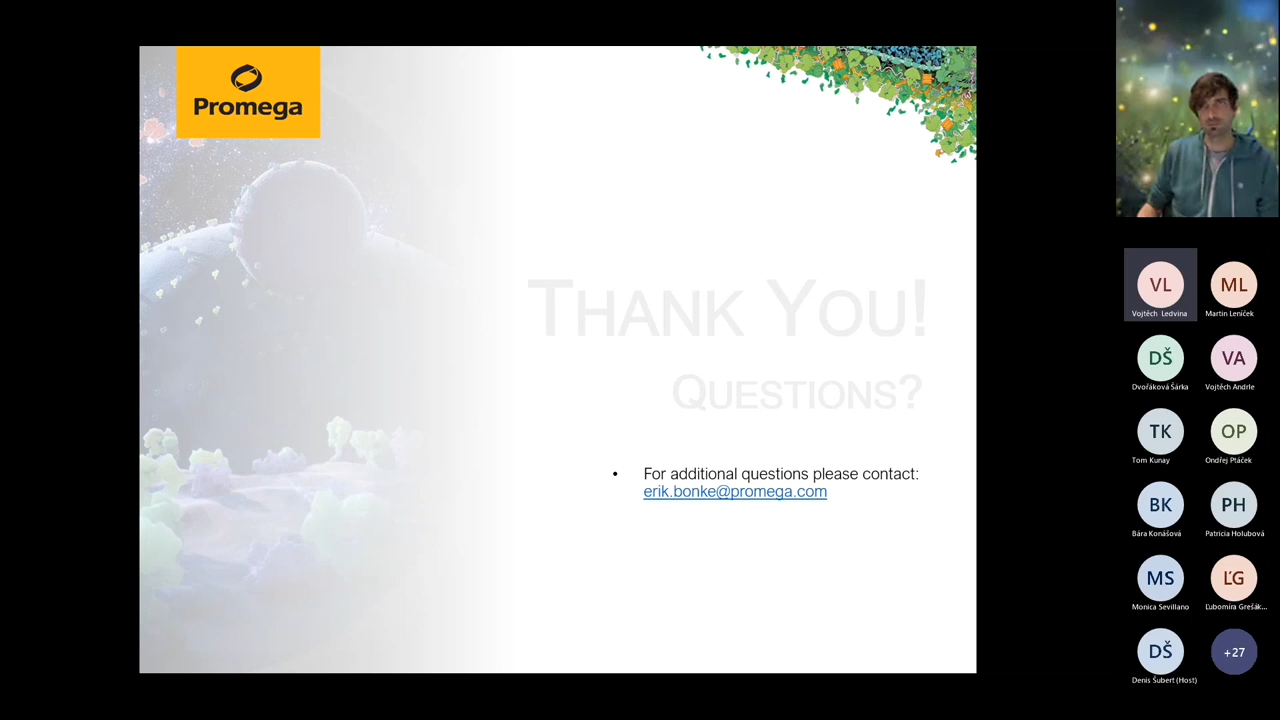 Promega
THANK YOU!
QUESTIONS?
• For additional questions please contact:
erik.bonke@promega.com
VL
Vojtěch Ledvina
ML
Martin Leníček
DŠ
Dvořáková Šárka
VA
Vojtěch Andrle
TK
Tom Kunay
OP
Ondřej Ptáček
BK
Bára Konášová
PH
Patricia Holubová
MS
Monica Sevillano
ĽG
Ľubomíra Grešák...
DŠ
Denis Šubert (Host)
+27